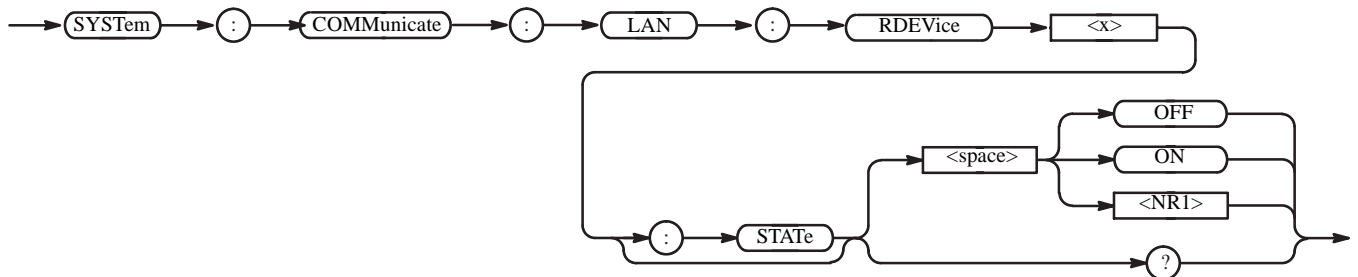 SYSTem : COMMunicate : LAN : RDEVice <x>
OFF
<space> ON
<NR1>
: STATe
?